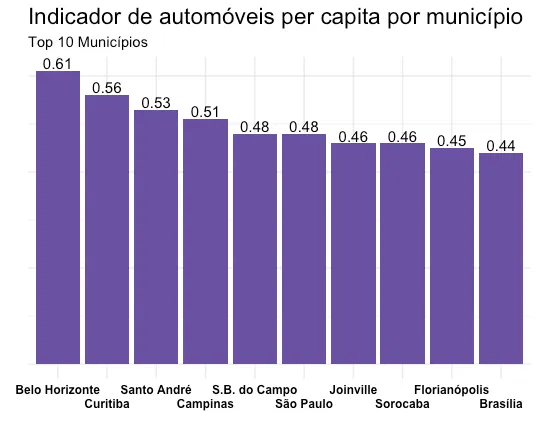 Indicador de automóveis per capita por município
Top 10 Municípios
0.61
0.56
0.53
0.51
0.48
0.48
0.46
0.46
0.45
0.44
Belo Horizonte
Curitiba
Santo André
Campinas
S.B. do Campo
São Paulo
Joinville
Sorocaba
Florianópolis
Brasília